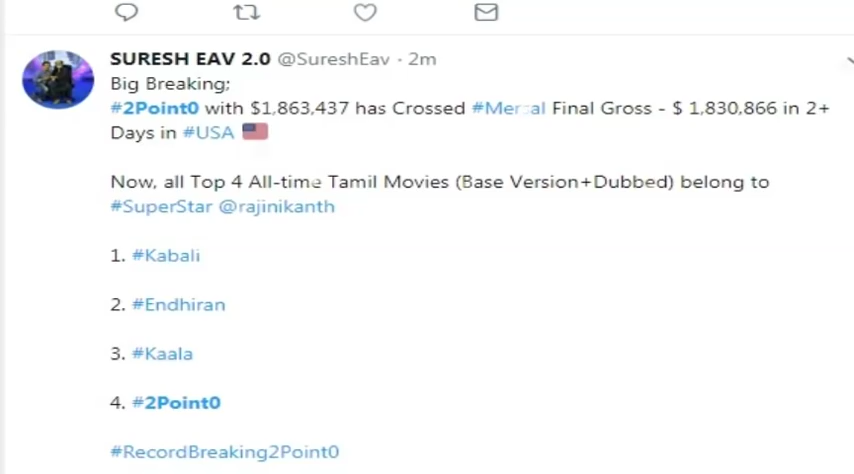 SURESH EAV 2.0 @SureshEav · 2m
Big Breaking;
#2Point0 with $1,863,437 has Crossed #Mersal Final Gross - $ 1,830,866 in 2+
Days in #USA
Now, all Top 4 All-time Tamil Movies (Base Version+Dubbed) belong to
#SuperStar @rajinikanth
1. #Kabali
2. #Endhiran
3. #Kaala
4. #2Point0
#RecordBreaking2Point0